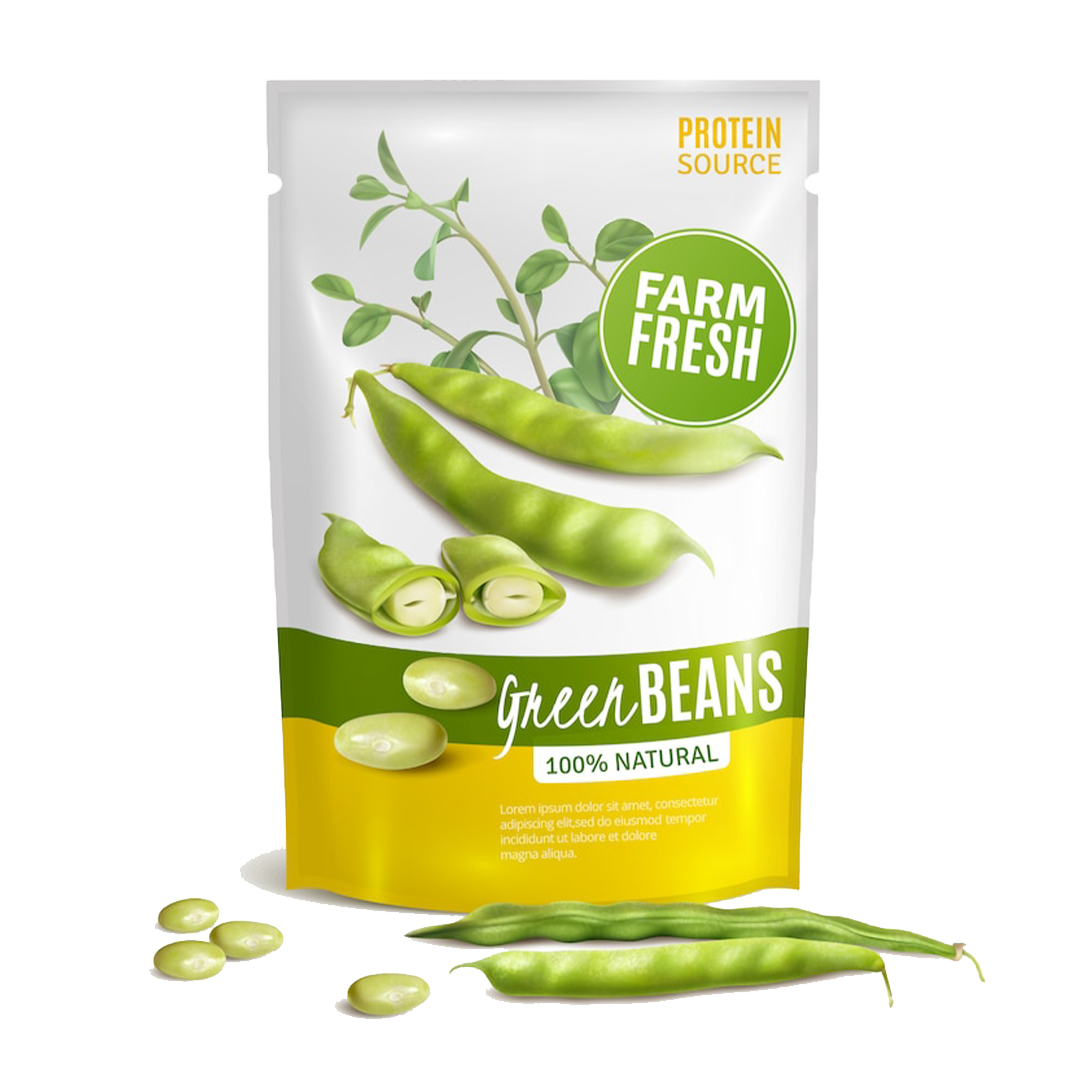 PROTEIN
SOURCE
FARM
FRESH
Green BEANS
100% NATURAL
Lorem ipsum dolor sit amet, consectetur
adipiscing elit,sed do eiusmod tempor
incididunt ut labore et dolore
magna aliqua.